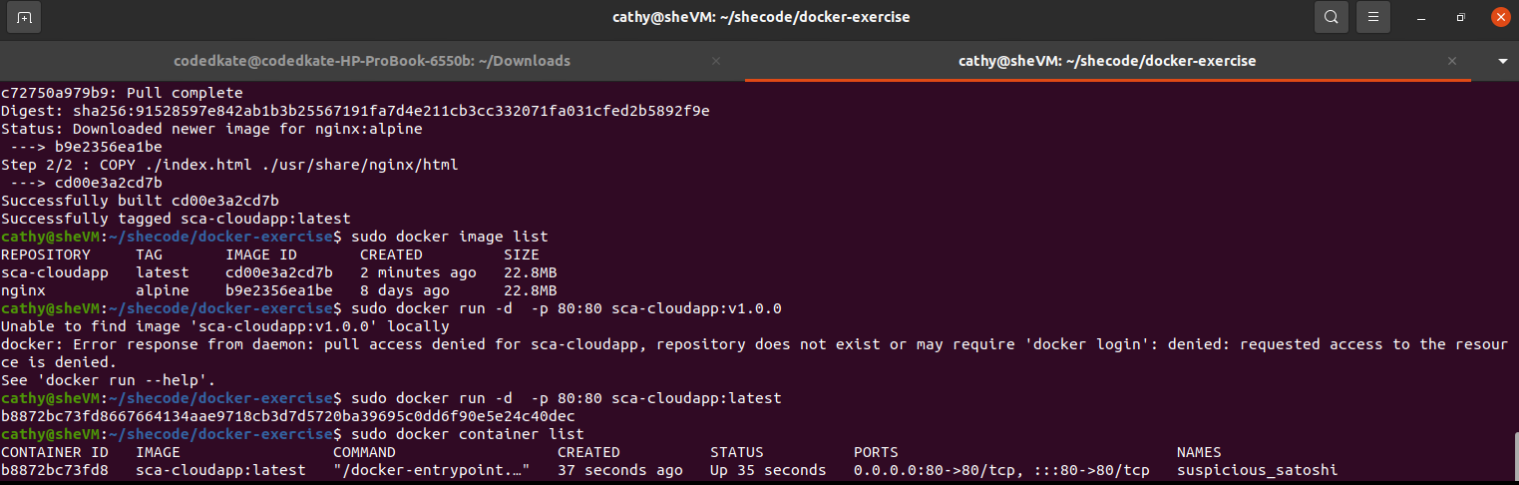 cathy@sheVM: ~/shecode/docker-exercise
codedkate@codedkate-HP-ProBook-6550b: ~/Downloads
cathy@sheVM: ~/shecode/docker-exercise
c72750a979b9: Pull complete
Digest: sha256:91528597e842ab1b3b25567191fa7d4e211cb3cc332071fa031cfed2b5892f9e
Status: Downloaded newer image for nginx:alpine
 ---> b9e2356ea1be
Step 2/2 : COPY ./index.html ./usr/share/nginx/html
 ---> cd00e3a2cd7b
Successfully built cd00e3a2cd7b
Successfully tagged sca-cloudapp:latest
cathy@sheVM:~/shecode/docker-exercise$ sudo docker image list
REPOSITORY     TAG       IMAGE ID       CREATED         SIZE
sca-cloudapp   latest    cd00e3a2cd7b   2 minutes ago   22.8MB
nginx          alpine    b9e2356ea1be   8 days ago      22.8MB
cathy@sheVM:~/shecode/docker-exercise$ sudo docker run -d  -p 80:80 sca-cloudapp:v1.0.0
Unable to find image 'sca-cloudapp:v1.0.0' locally
docker: Error response from daemon: pull access denied for sca-cloudapp, repository does not exist or may require 'docker login': denied: requested access to the resour
ce is denied.
See 'docker run --help'.
cathy@sheVM:~/shecode/docker-exercise$ sudo docker run -d  -p 80:80 sca-cloudapp:latest
b8872bc73fd8667664134aae9718cb3d7d5720ba39695c0dd6f90e5e24c40dec
cathy@sheVM:~/shecode/docker-exercise$ sudo docker container list
CONTAINER ID   IMAGE                 COMMAND                  CREATED          STATUS          PORTS                               NAMES
b8872bc73fd8   sca-cloudapp:latest   "/docker-entrypoint.…"   37 seconds ago   Up 35 seconds   0.0.0.0:80->80/tcp, :::80->80/tcp   suspicious_satoshi